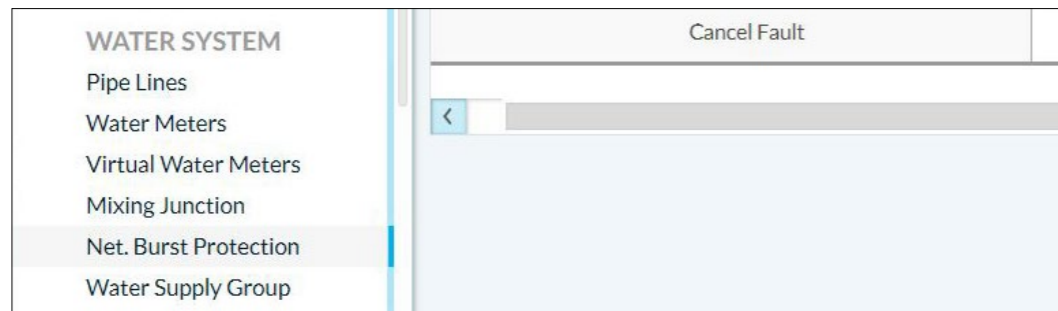 WATER SYSTEM
Pipe Lines
Water Meters
Virtual Water Meters
Mixing Junction
Net. Burst Protection
Water Supply Group
Cancel Fault